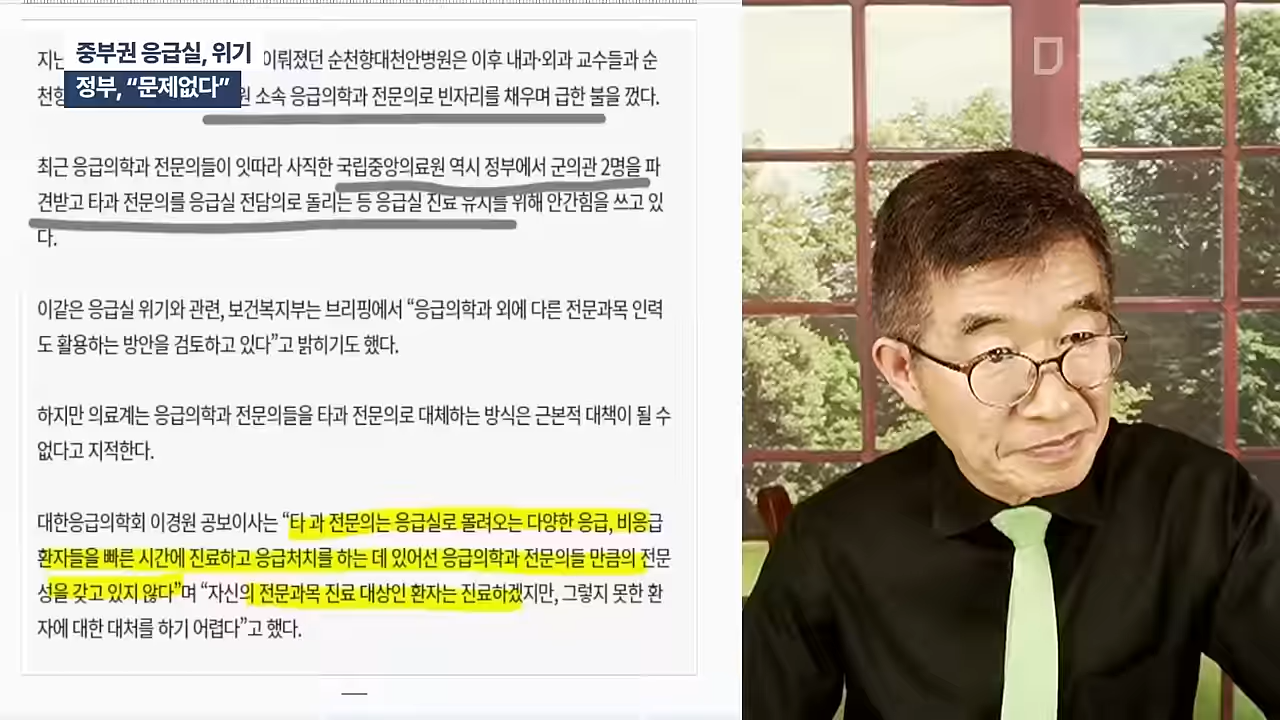 중부권 응급실, 위기
정부, “문제없다”
지난 이뤄졌던 순천향대천안병원은 이후 내과·외과 교수들과 순
천향 원 소속 응급의학과 전문의로 빈자리를 채우며 급한 불을 껐다.
최근 응급의학과 전문의들이 잇따라 사직한 국립중앙의료원 역시 정부에서 군의관 2명을 파
견받고 타과 전문의를 응급실 전담의로 돌리는 등 응급실 진료 유지를 위해 안간힘을 쓰고 있
다.
이같은 응급실 위기와 관련, 보건복지부는 브리핑에서 “응급의학과 외에 다른 전문과목 인력
도 활용하는 방안을 검토하고 있다”고 밝히기도 했다.
하지만 의료계는 응급의학과 전문의들을 타과 전문의로 대체하는 방식은 근본적 대책이 될 수
없다고 지적한다.
대한응급의학회 이경원 공보이사는 “타 과 전문의는 응급실로 몰려오는 다양한 응급, 비응급
환자들을 빠른 시간에 진료하고 응급처치를 하는 데 있어선 응급의학과 전문의들 만큼의 전문
성을 갖고 있지 않다”며 “자신의 전문과목 진료 대상인 환자는 진료하겠지만, 그렇지 못한 환
자에 대한 대처를 하기 어렵다”고 했다.